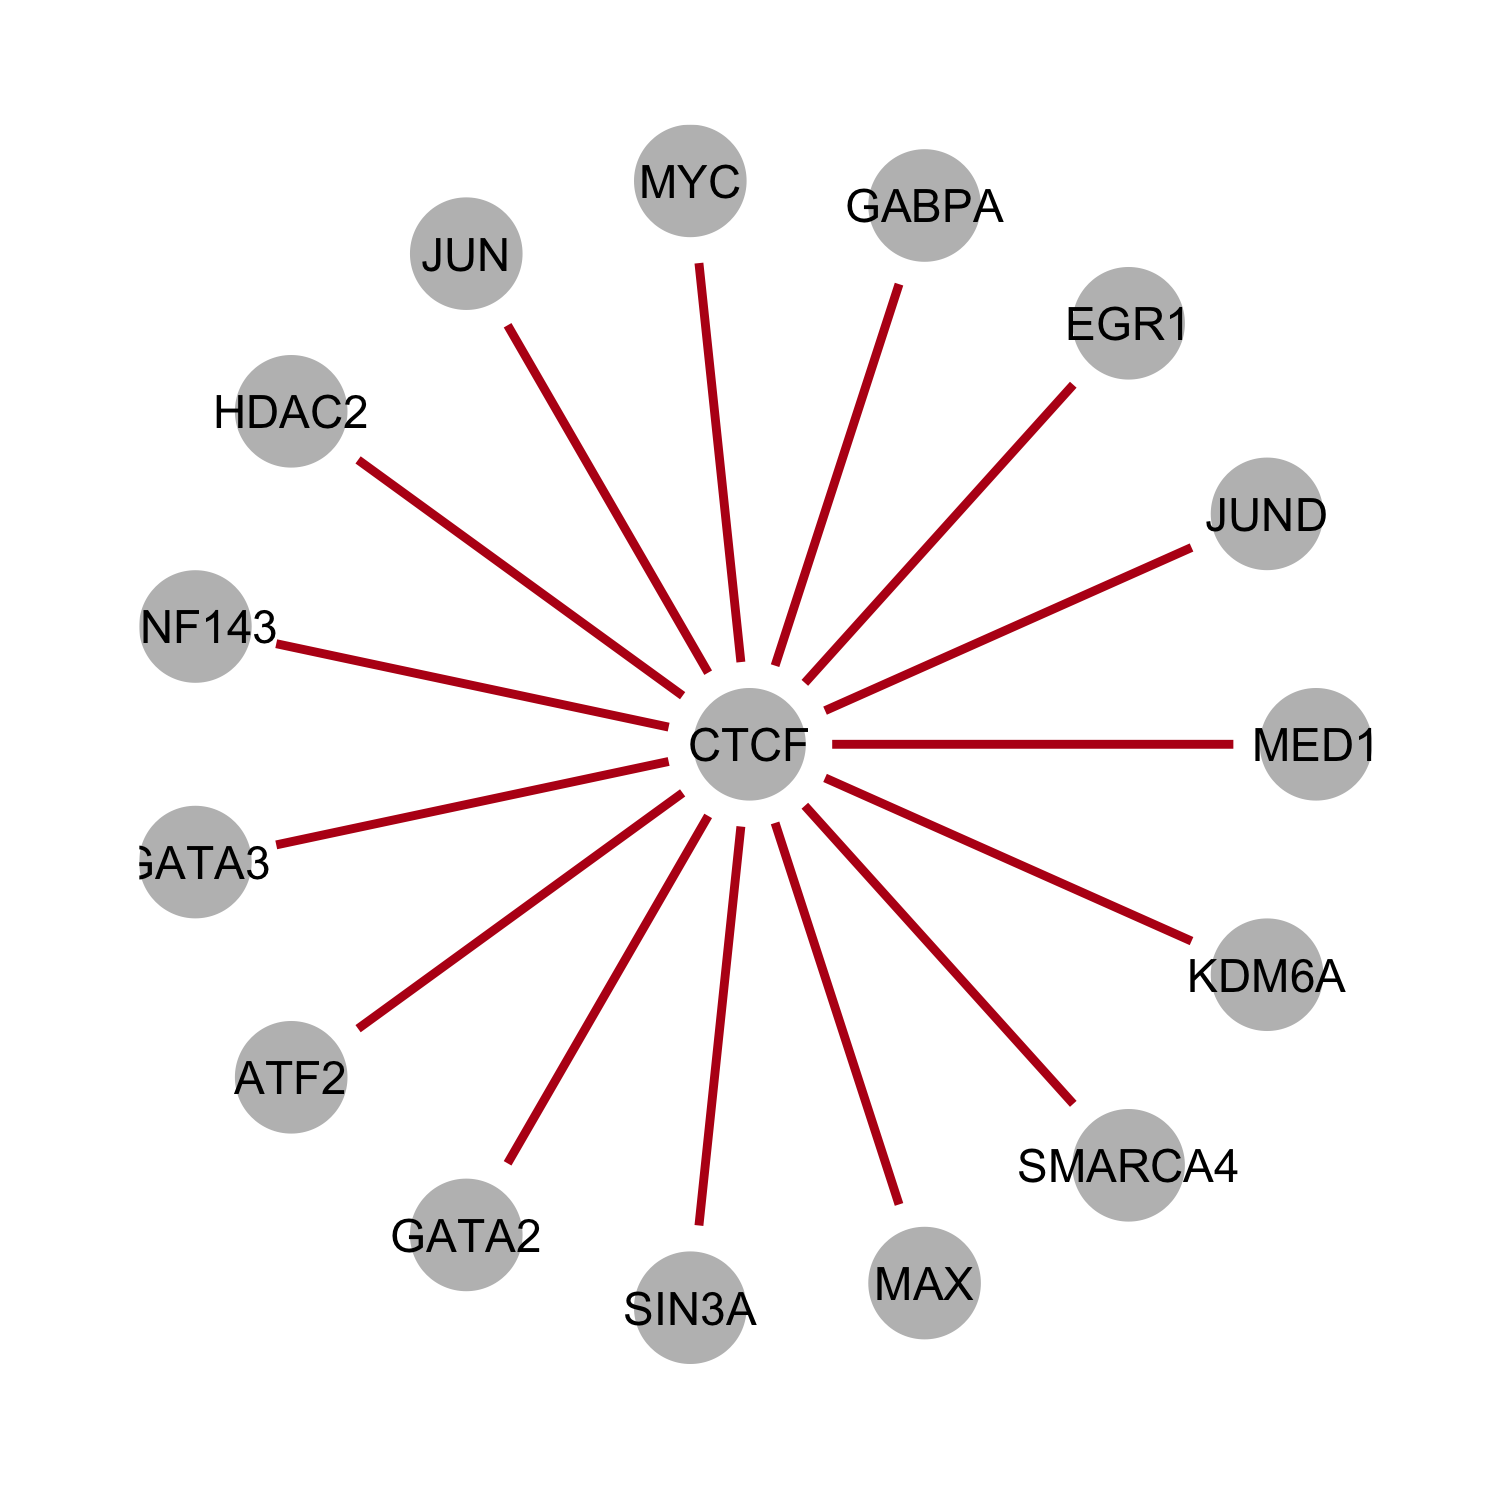 MYC
GABPA
JUN
EGR1
HDAC2
JUND
NF143
CTCF
MED1
GATA3
KDM6A
ATF2
SMARCA4
GATA2
MAX
SIN3A